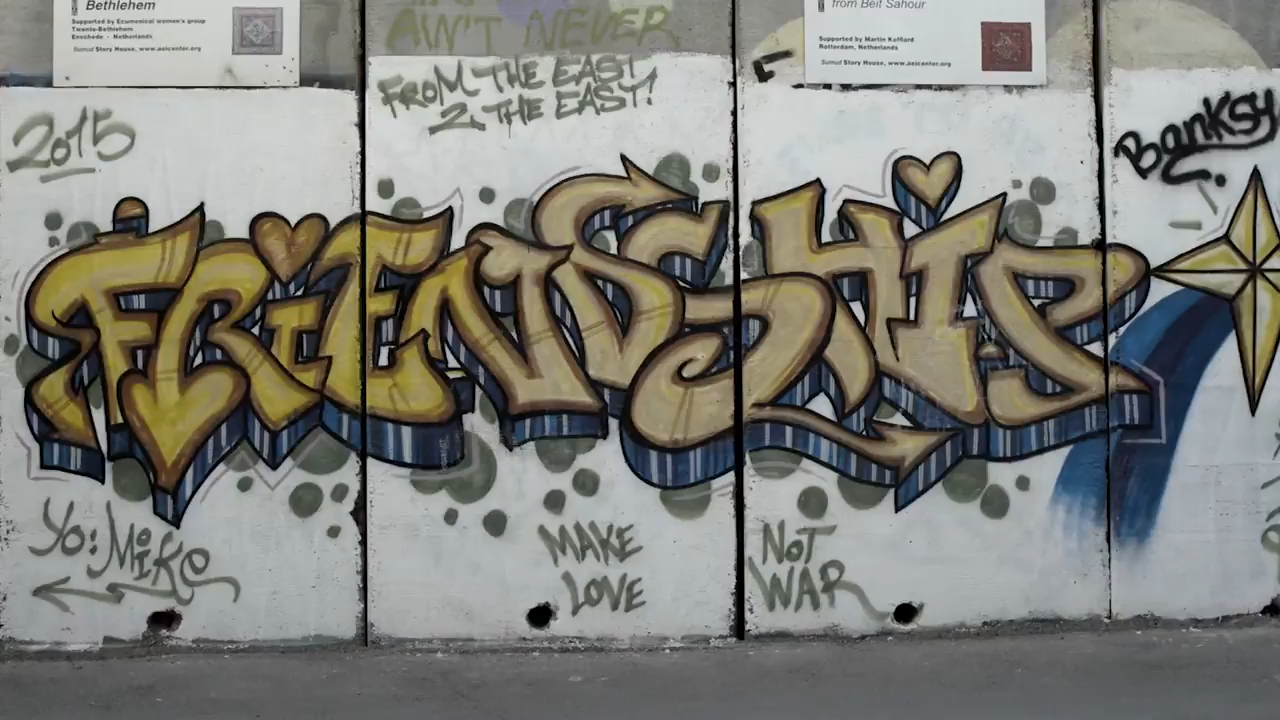 Bethlehem
Supported by Ecumenical women's group
Twente-Bethlehem
Enschede - Netherlands
Sumud Story House, www.aeicenter.org
AIN'T NEVER
from Beit Sahour
Supported by Martin Koffiard
Rotterdam, Netherlands
Sumud Story House, www.aeicenter.org
FROM THE EAST
2 THE EAST!
2015
BANKSY
FRIENDSHIP
YO: MIKE
MAKE
LOVE
NOT
WAR